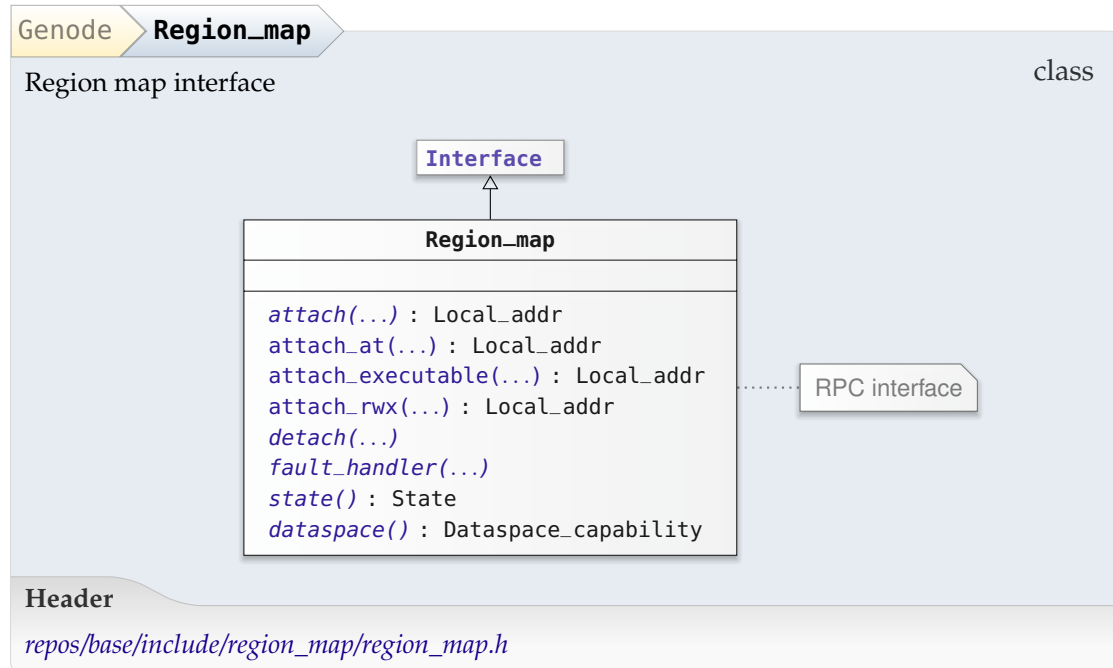 Genode Region_map
class
Region map interface
Interface
Region_map
attach(...) : Local_addr
attach_at(...) : Local_addr
attach_executable(...) : Local_addr
RPC interface
attach_rwx(...) : Local_addr
detach(...)
fault_handler(...)
state() : State
dataspace() : Dataspace_capability
Header
repos/base/include/region_map/region_map.h